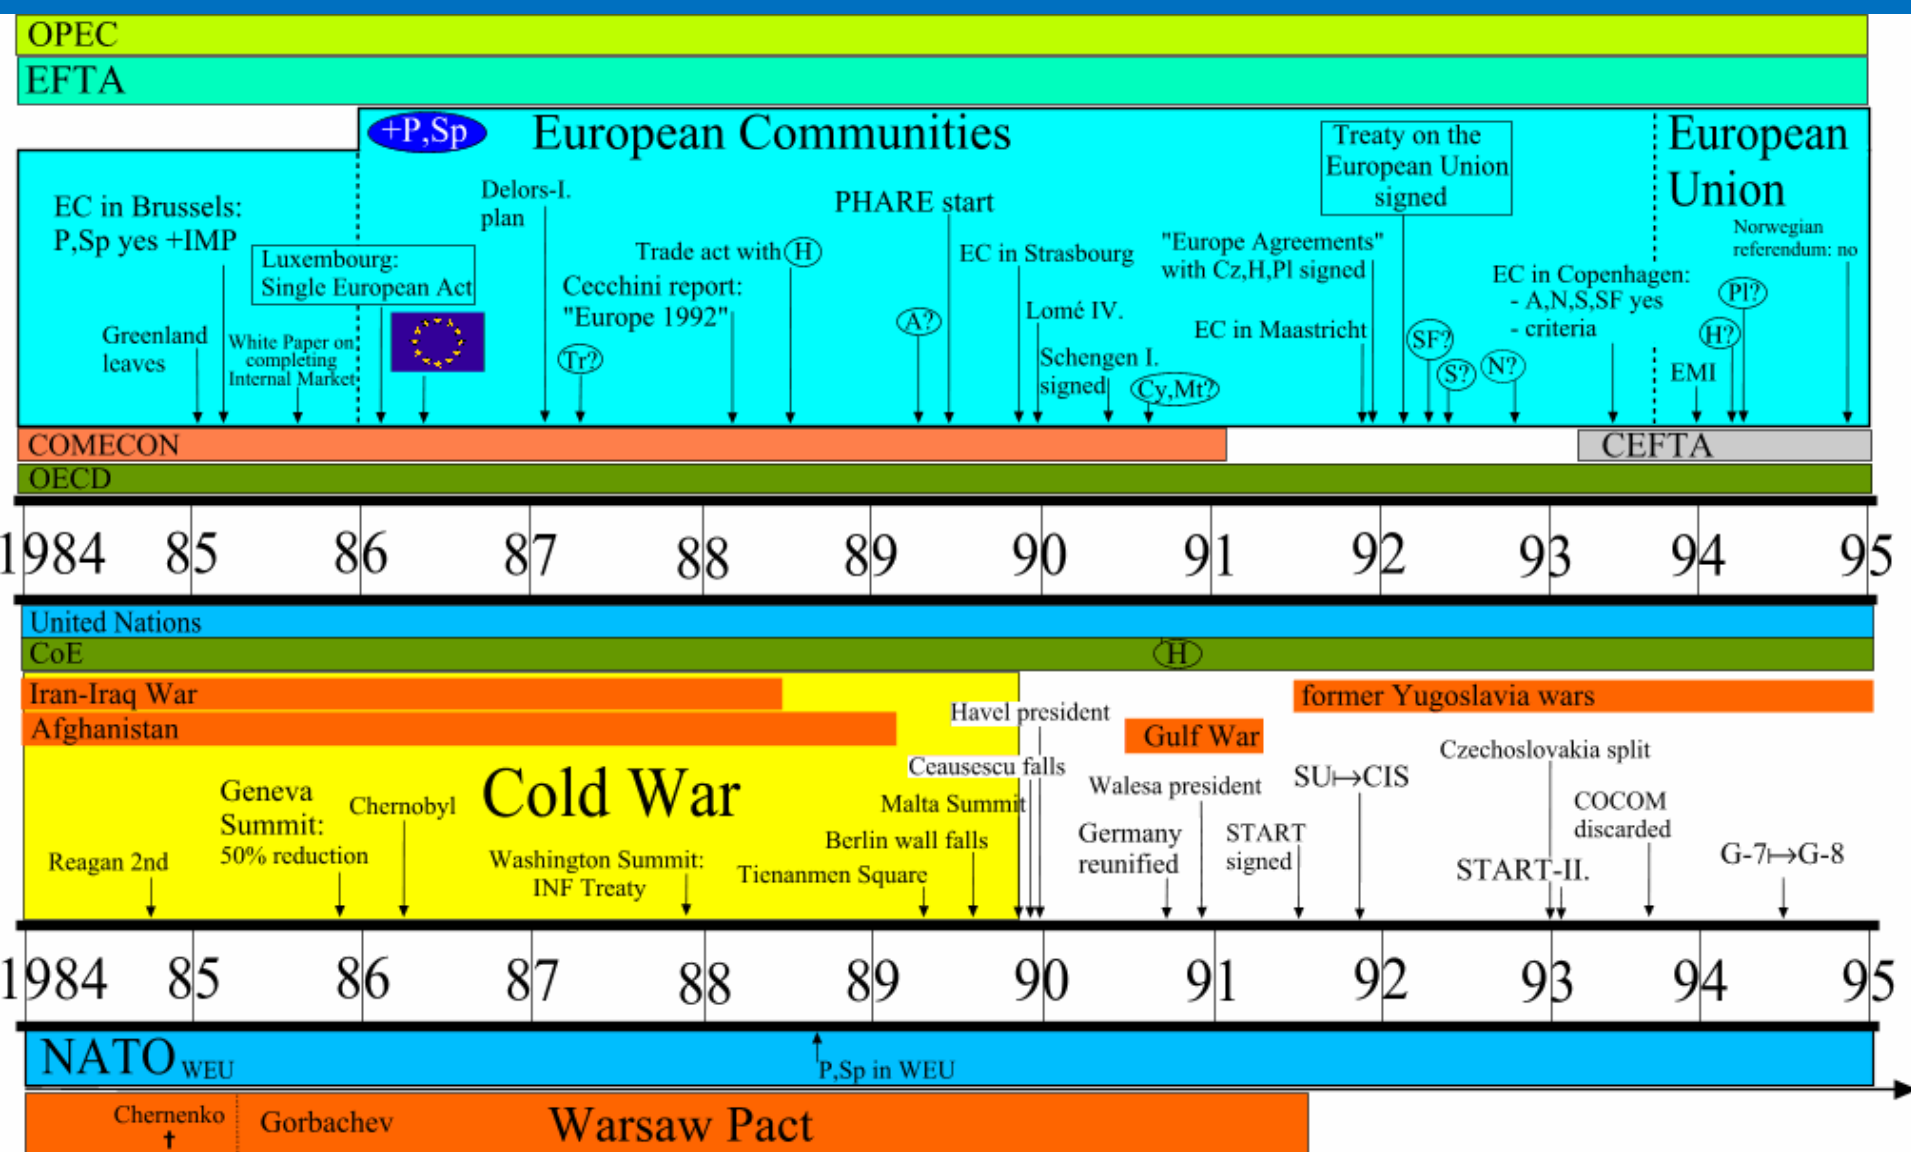 OPEC
EFTA
+P,Sp
European Communities
European
Union
Treaty on the
European Union
signed
EC in Brussels:
P,Sp yes +IMP
Luxembourg:
Single European Act
Greenland
leaves
White Paper on
completing
Internal Market
Delors-I.
plan
Tr?
Cecchini report:
"Europe 1992"
Trade act with H
PHARE start
A?
EC in Strasbourg
Lomé IV.
Schengen I.
signed
Cy,Mt?
"Europe Agreements"
with Cz,H,Pl signed
EC in Maastricht
SF?
S?
N?
EC in Copenhagen:
- A,N,S,SF yes
- criteria
EMI
H?
Pl?
Norwegian
referendum: no
COMECON
CEFTA
OECD
1984 85 86 87 88 89 90 91 92 93 94 95
United Nations
CoE
H
Iran-Iraq War
former Yugoslavia wars
Afghanistan
Gulf War
Cold War
Reagan 2nd
Geneva
Summit:
50% reduction
Chernobyl
Washington Summit:
INF Treaty
Tienanmen Square
Berlin wall falls
Malta Summit
Ceausescu falls
Havel president
Germany
reunified
Walesa president
START
signed
SU↦CIS
Czechoslovakia split
START-II.
COCOM
discarded
G-7↦G-8
1984 85 86 87 88 89 90 91 92 93 94 95
NATO WEU
P,Sp in WEU
Chernenko
✝
Gorbachev
Warsaw Pact